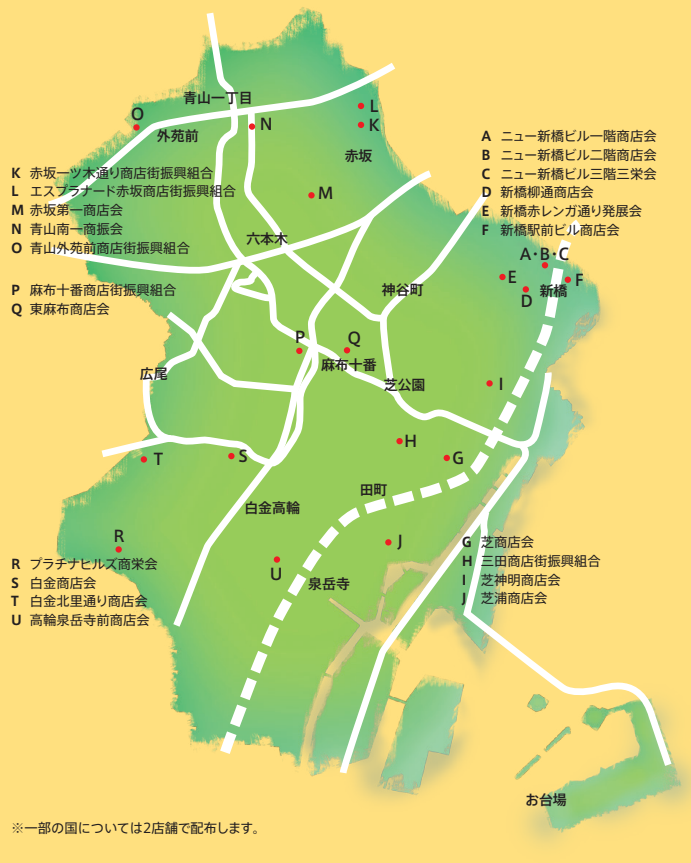 青山一丁目
O
外苑前
N
L
K
赤坂
M
六本木
K 赤坂一ツ木通り商店街振興組合
L エスプラナード赤坂商店街振興組合
M 赤坂第一商店会
N 青山南一商振会
O 青山外苑前商店街振興組合
P 麻布十番商店街振興組合
Q 東麻布商店会
A ニュー新橋ビル一階商店会
B ニュー新橋ビル二階商店会
C ニュー新橋ビル三階三栄会
D 新橋柳通商店会
E 新橋赤レンガ通り発展会
F 新橋駅前ビル商店会
A・B・C
E
F
新橋
D
神谷町
P
Q
麻布十番
広尾
芝公園
I
H
T
S
G
田町
白金高輪
R
J
U
泉岳寺
R プラチナヒルズ商栄会
S 白金商店会
T 白金北里通り商店会
U 高輪泉岳寺前商店会
G 芝商店会
H 三田商店街振興組合
I 芝神明商店会
J 芝浦商店会
お台場
※一部の国については2店舗で配布します。